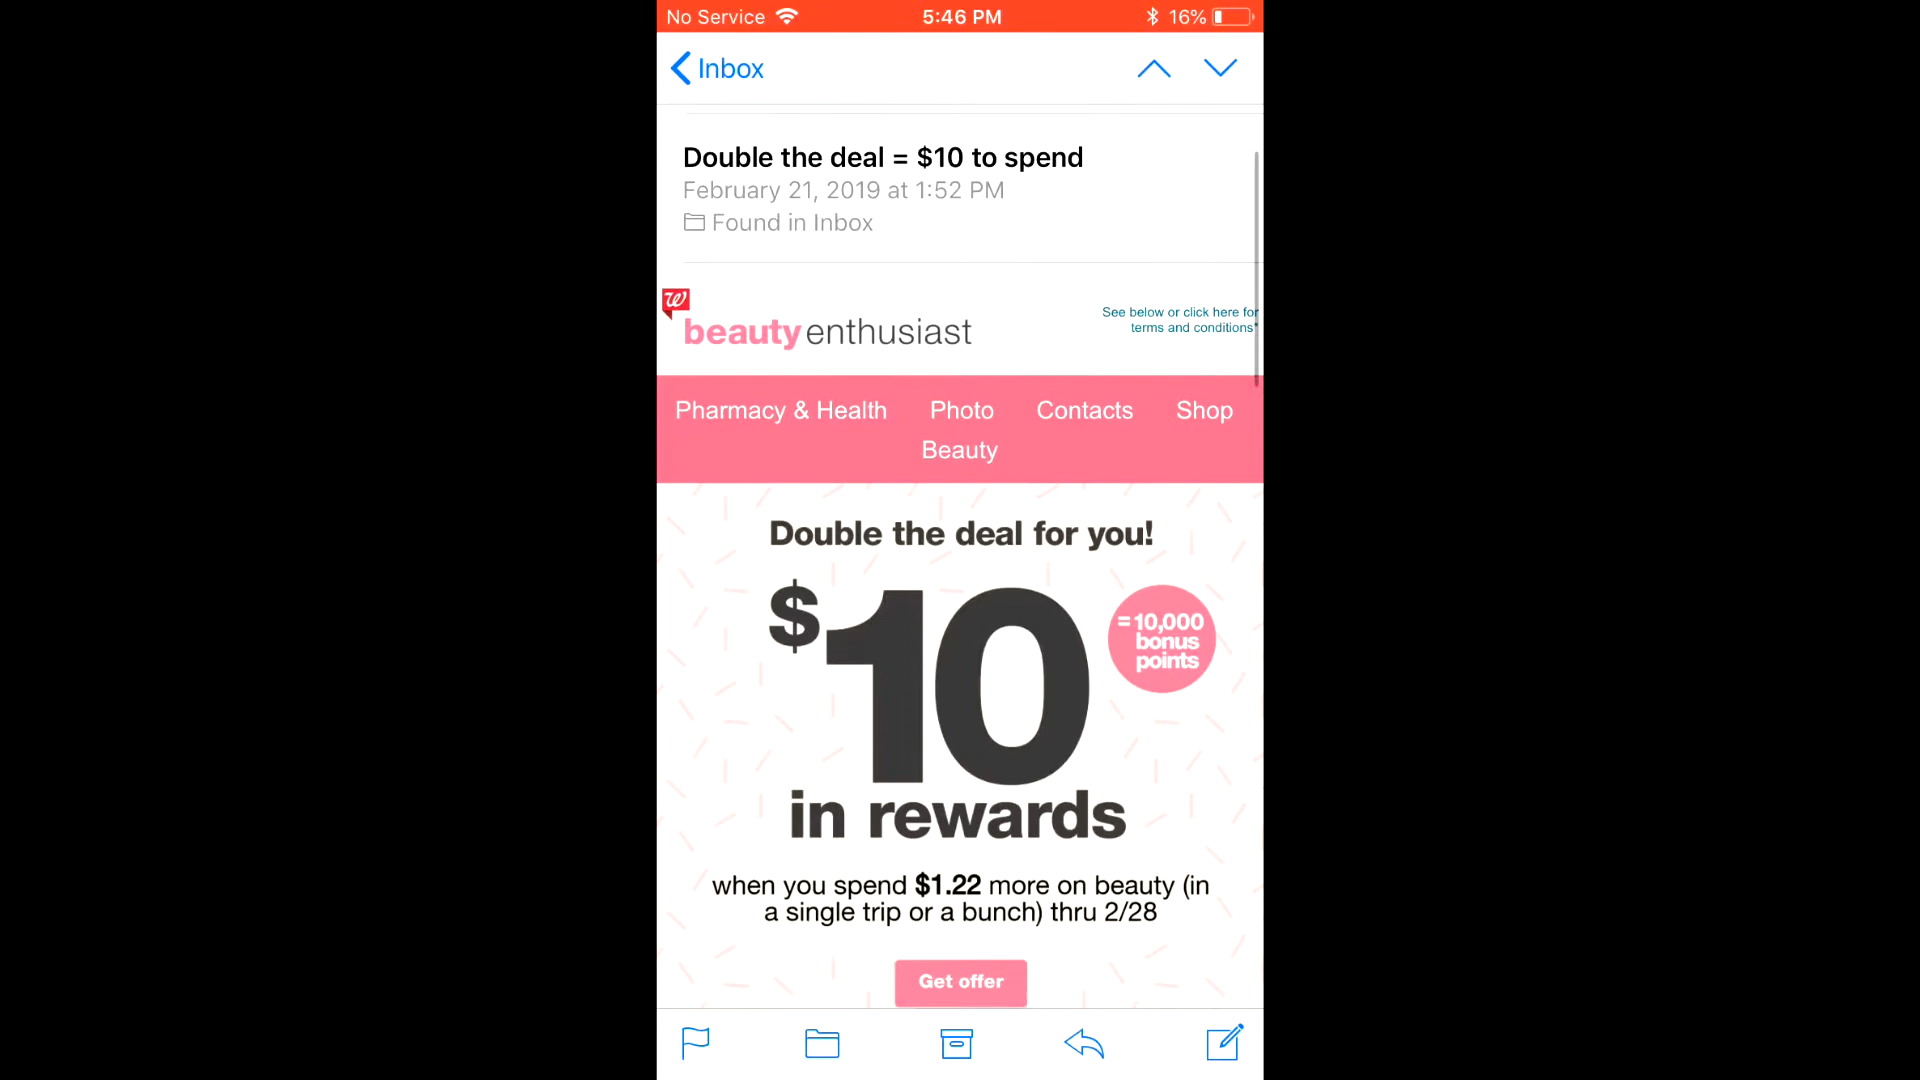 No Service 5:46 PM 16%
Inbox
Double the deal = $10 to spend
February 21, 2019 at 1:52 PM
Found in Inbox
W
beauty enthusiast
See below or click here for
terms and conditions*
Pharmacy & Health Photo Contacts Shop
Beauty
Double the deal for you!
$10
= 10,000
bonus
points
in rewards
when you spend $1.22 more on beauty (in
a single trip or a bunch) thru 2/28
Get offer